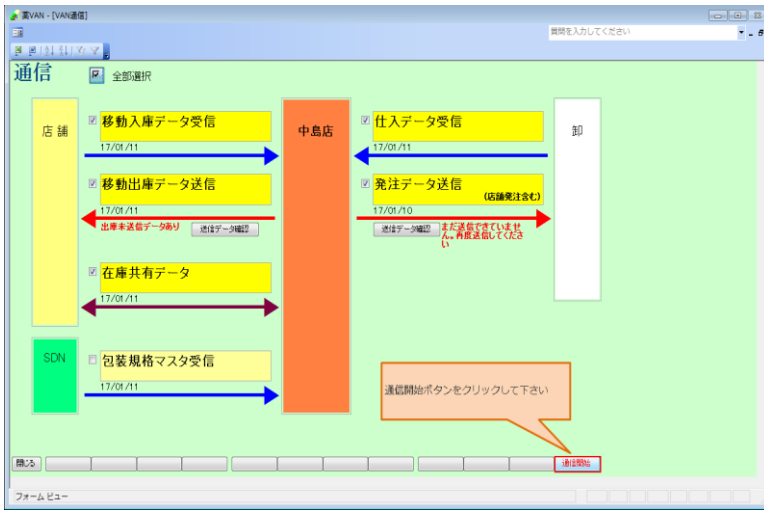 薬VAN - [VAN通信]
質問を入力してください
通信
全部選択
店 舗
移動入庫データ受信
17/01/11
中島店
仕入データ受信
17/01/11
卸
移動出庫データ送信
17/01/11
出庫未送信データあり
送信データ確認
発注データ送信
(店舗発注含む)
17/01/10
送信データ確認
まだ送信できていませ
ん。再度送信してくださ
い
在庫共有データ
17/01/11
SDN
包装規格マスタ受信
17/01/11
通信開始ボタンをクリックして下さい
閉じる
通信開始
フォーム ビュー